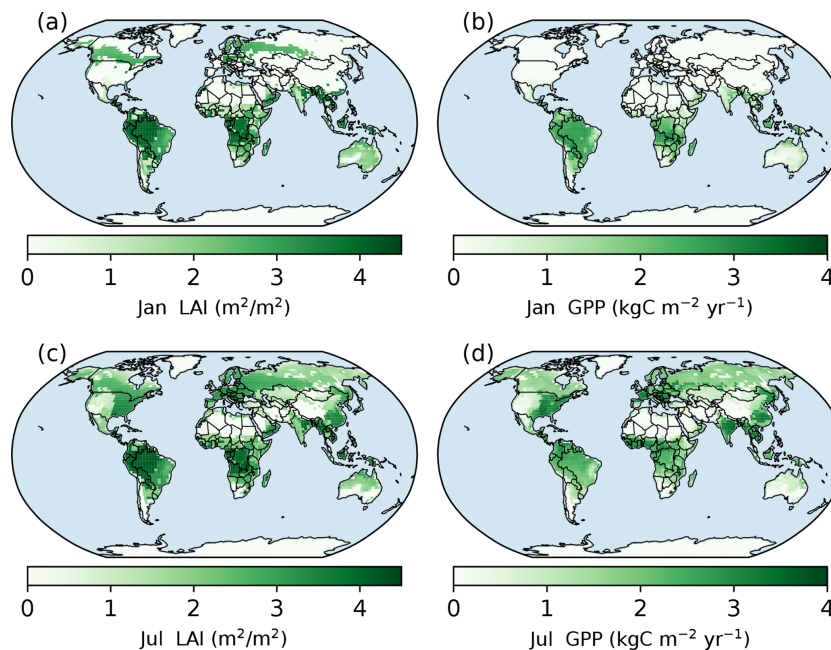 (a)
(b)
0 1 2 3 4
0 1 2 3 4
Jan LAI (m²/m²)
Jan GPP (kgC m⁻² yr⁻¹)
(c)
(d)
0 1 2 3 4
0 1 2 3 4
Jul LAI (m²/m²)
Jul GPP (kgC m⁻² yr⁻¹)